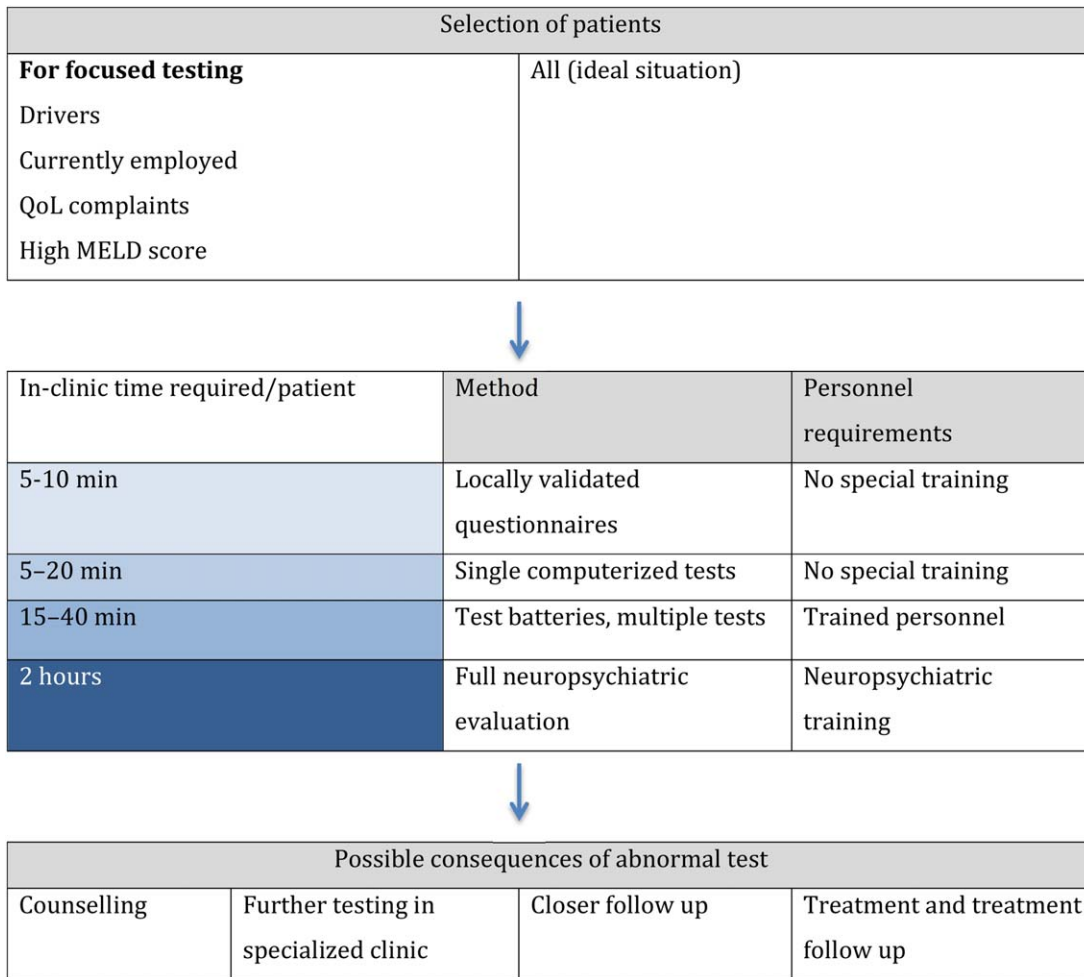 Selection of patients
For focused testing
All (ideal situation)
Drivers
Currently employed
QoL complaints
High MELD score
In-clinic time required/patient
Method
Personnel
requirements
5-10 min
Locally validated
questionnaires
No special training
5–20 min
Single computerized tests
No special training
15–40 min
Test batteries, multiple tests
Trained personnel
2 hours
Full neuropsychiatric
evaluation
Neuropsychiatric
training
Possible consequences of abnormal test
Counselling
Further testing in
specialized clinic
Closer follow up
Treatment and treatment
follow up